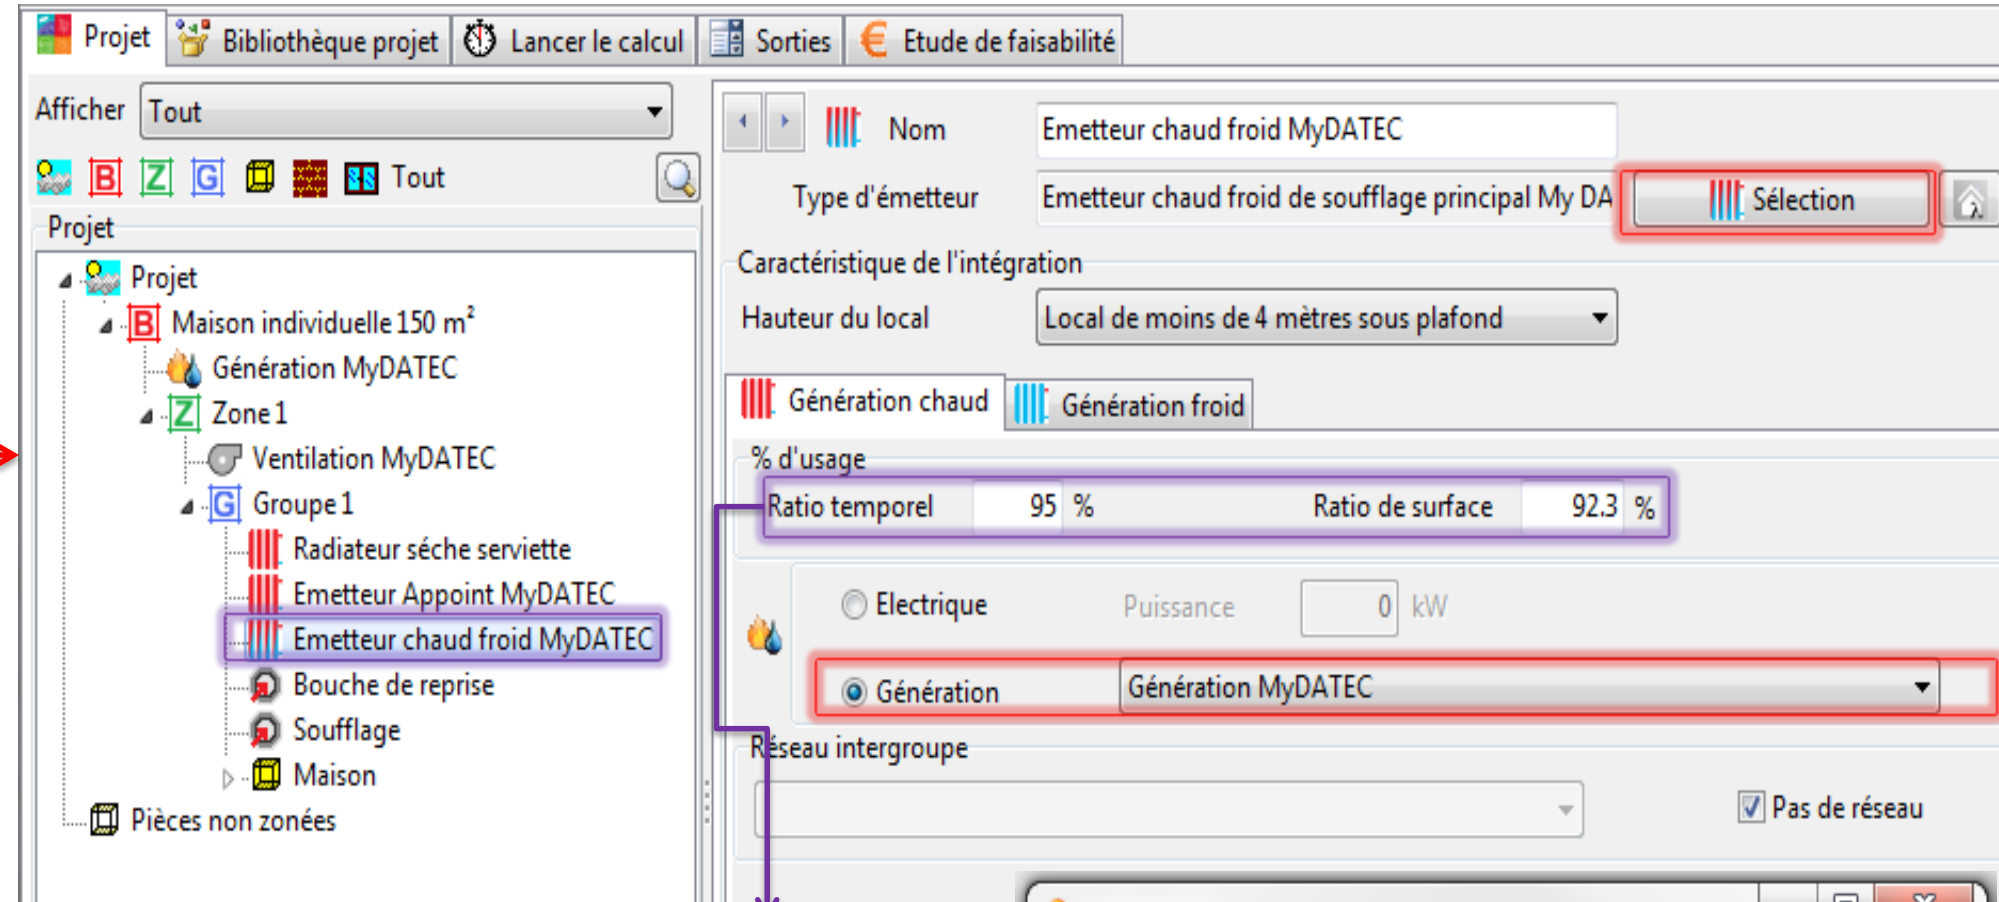 Projet Bibliothèque projet Lancer le calcul Sorties Etude de faisabilité
Afficher Tout
B Z G Tout
Projet
Projet
B Maison individuelle 150 m²
Génération MyDATEC
Z Zone 1
Ventilation MyDATEC
G Groupe 1
Radiateur séche serviette
Emetteur Appoint MyDATEC
Emetteur chaud froid MyDATEC
Bouche de reprise
Soufflage
Maison
Pièces non zonées
Nom Emetteur chaud froid MyDATEC
Type d'émetteur Emetteur chaud froid de soufflage principal My DA Sélection
Caractéristique de l'intégration
Hauteur du local Local de moins de 4 mètres sous plafond
Génération chaud Génération froid
% d'usage
Ratio temporel 95 % Ratio de surface 92.3 %
Electrique Puissance 0 kW
Génération Génération MyDATEC
Réseau intergroupe
Pas de réseau